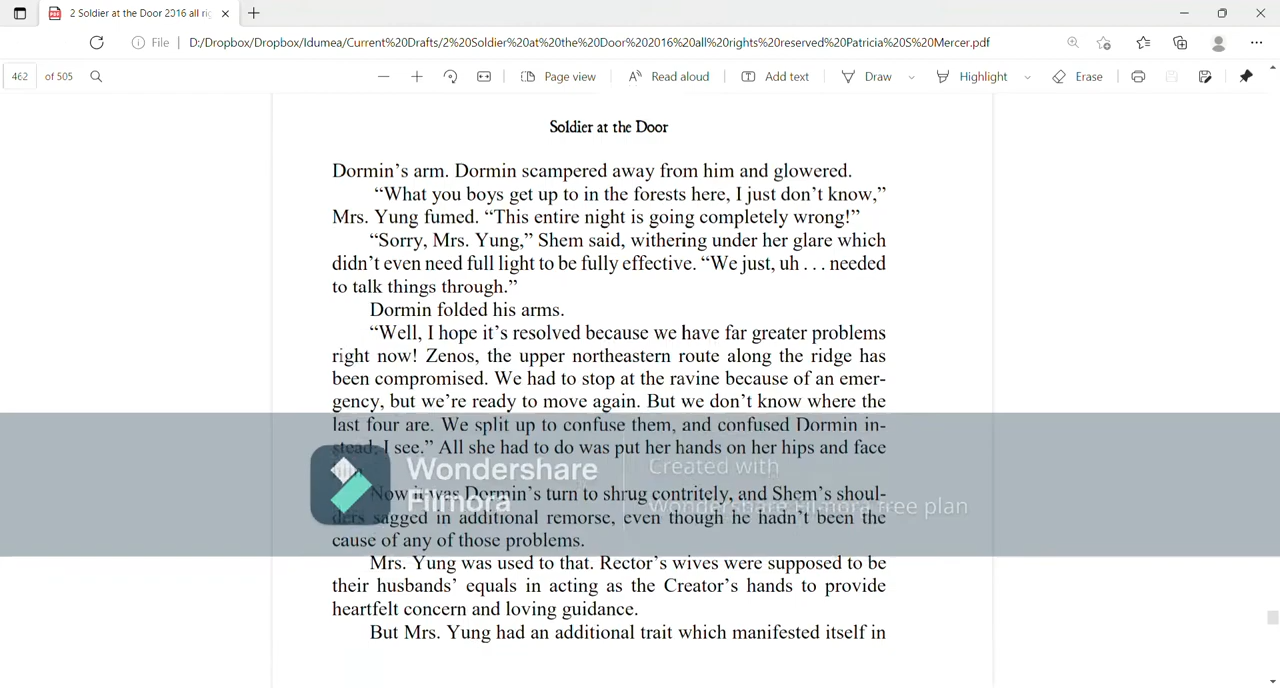 2 Soldier at the Door 2016 all rig
File
D:/Dropbox/Dropbox/Idumea/Current%20Drafts/2%20Soldier%20at%20the%20Door%202016%20all%20rights%20reserved%20Patricia%20S%20Mercer.pdf
462 of 505
Page view
Read aloud
Add text
Draw
Highlight
Erase
Soldier at the Door
Dormin’s arm. Dormin scampered away from him and glowered.
“What you boys get up to in the forests here, I just don’t know,”
Mrs. Yung fumed. “This entire night is going completely wrong!”
“Sorry, Mrs. Yung,” Shem said, withering under her glare which
didn’t even need full light to be fully effective. “We just, uh . . . needed
to talk things through.”
Dormin folded his arms.
“Well, I hope it’s resolved because we have far greater problems
right now! Zenos, the upper northeastern route along the ridge has
been compromised. We had to stop at the ravine because of an emer-
gency, but we’re ready to move again. But we don’t know where the
last four are. We split up to confuse them, and confused Dormin in-
stead, I see.” All she had to do was put her hands on her hips and face
him.
Now it was Dormin’s turn to shrug contritely, and Shem’s shoul-
ders sagged in additional remorse, even though he hadn’t been the
cause of any of those problems.
Mrs. Yung was used to that. Rector’s wives were supposed to be
their husbands’ equals in acting as the Creator’s hands to provide
heartfelt concern and loving guidance.
But Mrs. Yung had an additional trait which manifested itself in
Wondershare
Filmora
Created with
Wondershare Filmora free plan